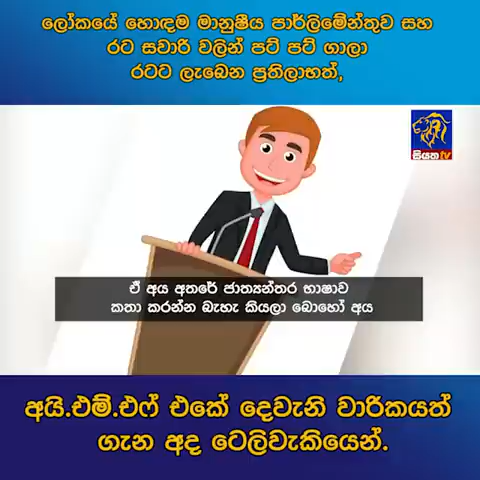 ලෝකයේ හොඳම මානුෂීය පාර්ලිමේන්තුව සහ
රට සවාරි වලින් පට් පට් ගාලා
රටට ලැබෙන ප්‍රතිලාභත්,
සියත tv
ඒ අය අතරේ ජාත්‍යන්තර භාෂාව
කතා කරන්න බැහැ කියලා බොහෝ අය
අයි.එම්.එෆ් එකේ දෙවැනි වාරිකයත්
ගැන අද ටෙලිවැකියෙන්.